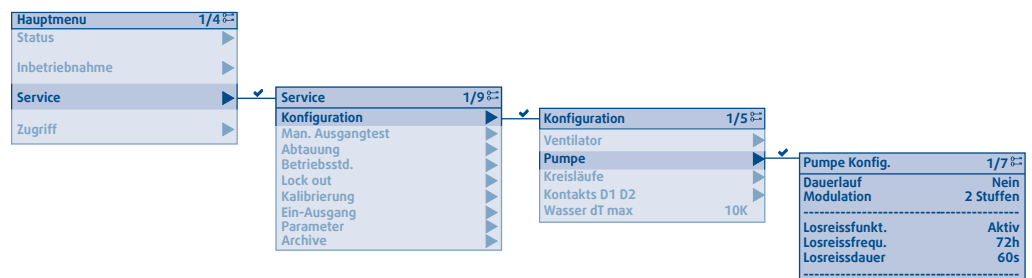 Hauptmenu 1/4
Status
Inbetriebnahme
Service
Zugriff
Service 1/9
Konfiguration
Man. Ausgangtest
Abtauung
Betriebsstd.
Lock out
Kalibrierung
Ein-Ausgang
Parameter
Archive
Konfiguration 1/5
Ventilator
Pumpe
Kreisläufe
Kontakts D1 D2
Wasser dT max 10K
Pumpe Konfig. 1/7
Dauerlauf Nein
Modulation 2 Stuffen
--------------------------------------------
Losreissfunkt. Aktiv
Losreissfrequ. 72h
Losreissdauer 60s
--------------------------------------------